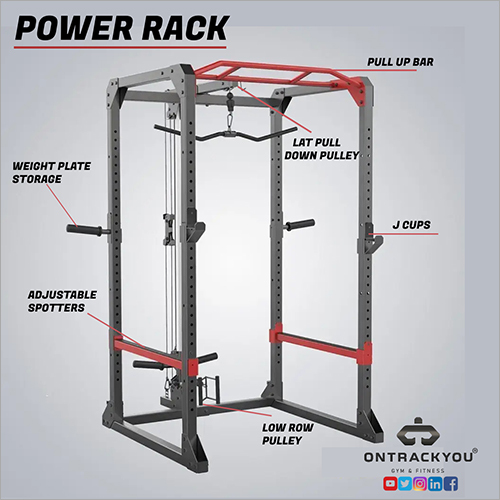 POWER RACK
PULL UP BAR
LAT PULL
DOWN PULLEY
WEIGHT PLATE
STORAGE
J CUPS
ADJUSTABLE
SPOTTERS
LOW ROW
PULLEY
ONTRACKYOU®
GYM & FITNESS